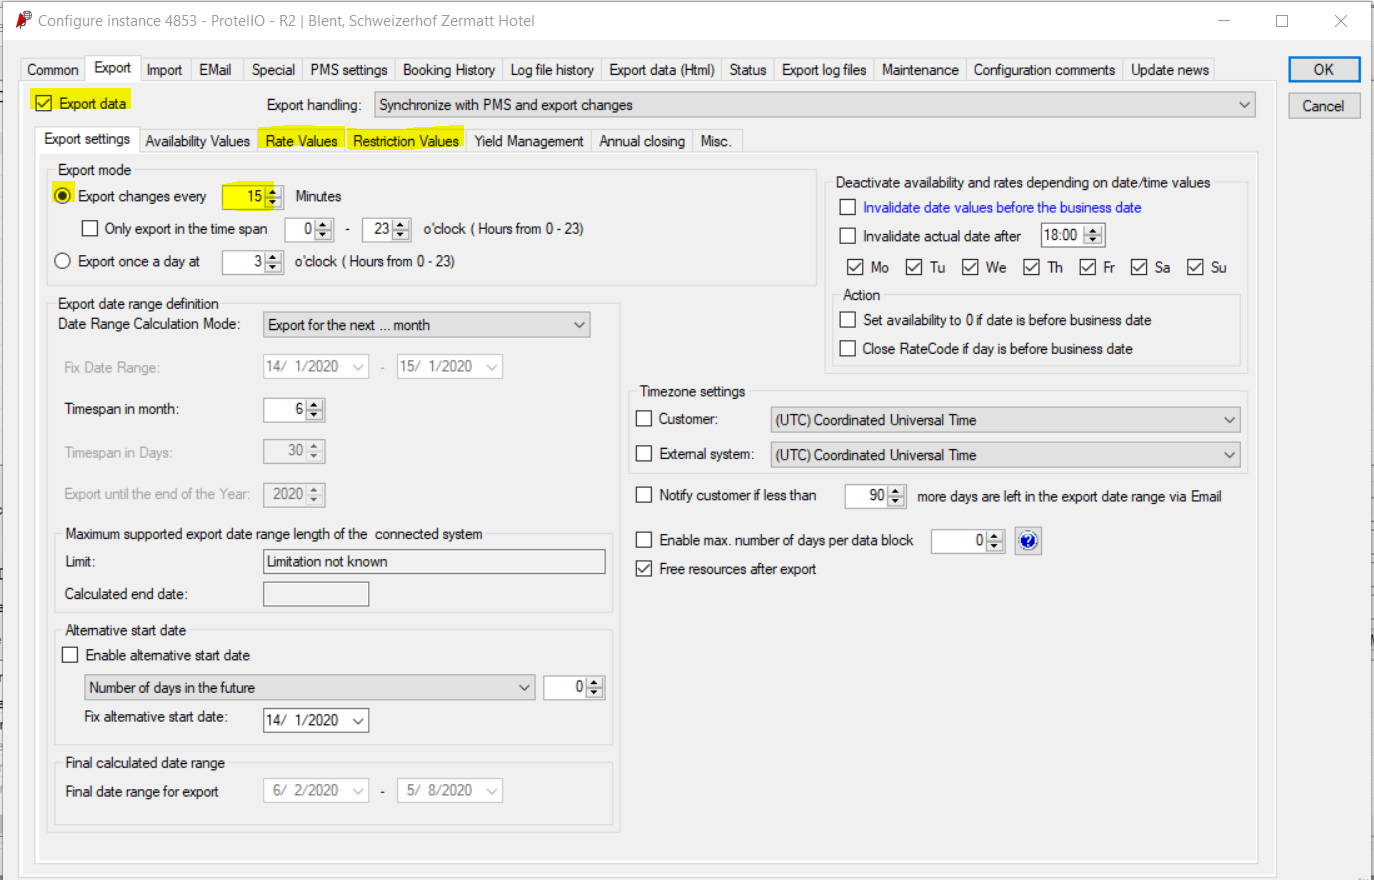 Configure instance 4853 - ProtelIO - R2 | Blent, Schweizerhof Zermatt Hotel
Common Export Import EMail Special PMS settings Booking History Log file history Export data (Html) Status Export log files Maintenance Configuration comments Update news
OK
Cancel
Export data
Export handling: Synchronize with PMS and export changes
Export settings Availability Values Rate Values Restriction Values Yield Management Annual closing Misc.
Export mode
Export changes every 15 Minutes
Only export in the time span 0 - 23 o'clock ( Hours from 0 - 23)
Export once a day at 3 o'clock ( Hours from 0 - 23)
Export date range definition
Date Range Calculation Mode: Export for the next ... month
Fix Date Range: 14/ 1/2020 - 15/ 1/2020
Timespan in month: 6
Timespan in Days: 30
Export until the end of the Year: 2020
Maximum supported export date range length of the connected system
Limit: Limitation not known
Calculated end date:
Alternative start date
Enable alternative start date
Number of days in the future 0
Fix alternative start date: 14/ 1/2020
Final calculated date range
Final date range for export 6/ 2/2020 - 5/ 8/2020
Deactivate availability and rates depending on date/time values
Invalidate date values before the business date
Invalidate actual date after 18:00
Mo Tu We Th Fr Sa Su
Action
Set availability to 0 if date is before business date
Close RateCode if day is before business date
Timezone settings
Customer: (UTC) Coordinated Universal Time
External system: (UTC) Coordinated Universal Time
Notify customer if less than 90 more days are left in the export date range via Email
Enable max. number of days per data block 0
Free resources after export